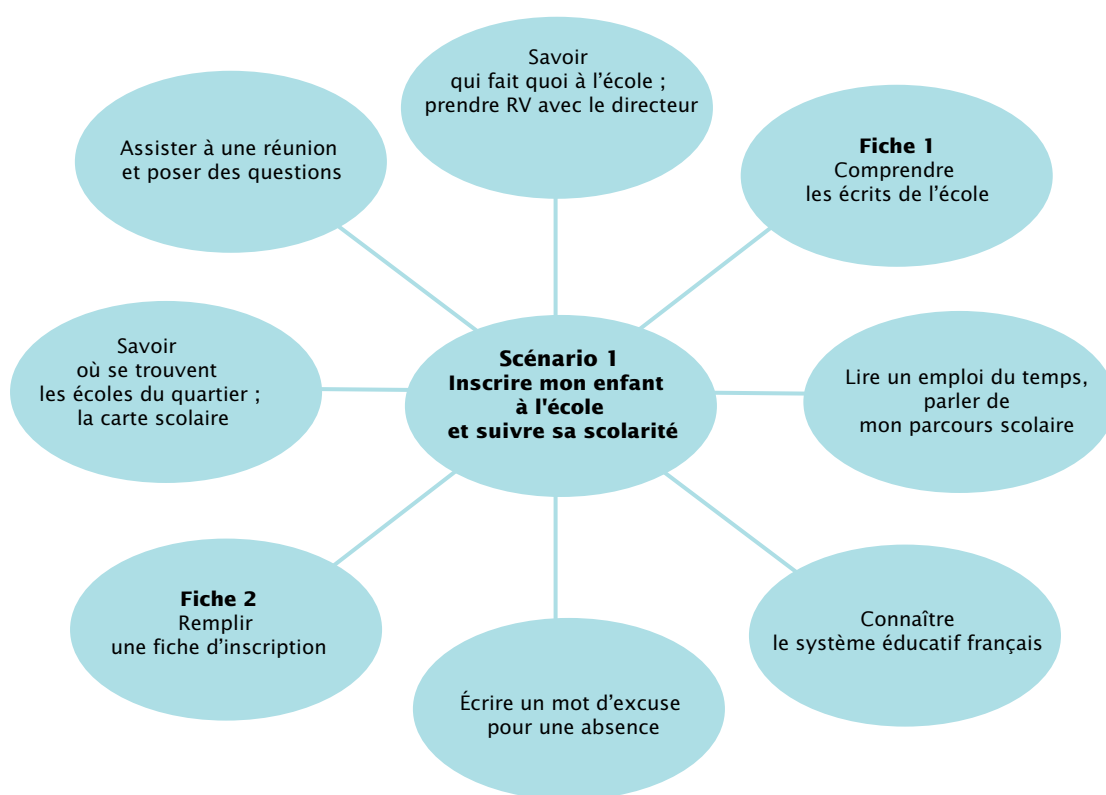 Savoir
qui fait quoi à l’école ;
prendre RV avec le directeur
Assister à une réunion
et poser des questions
Fiche 1
Comprendre
les écrits de l’école
Savoir
où se trouvent
les écoles du quartier ;
la carte scolaire
Scénario 1
Inscrire mon enfant
à l'école
et suivre sa scolarité
Lire un emploi du temps,
parler de
mon parcours scolaire
Fiche 2
Remplir
une fiche d’inscription
Connaître
le système éducatif français
Écrire un mot d’excuse
pour une absence